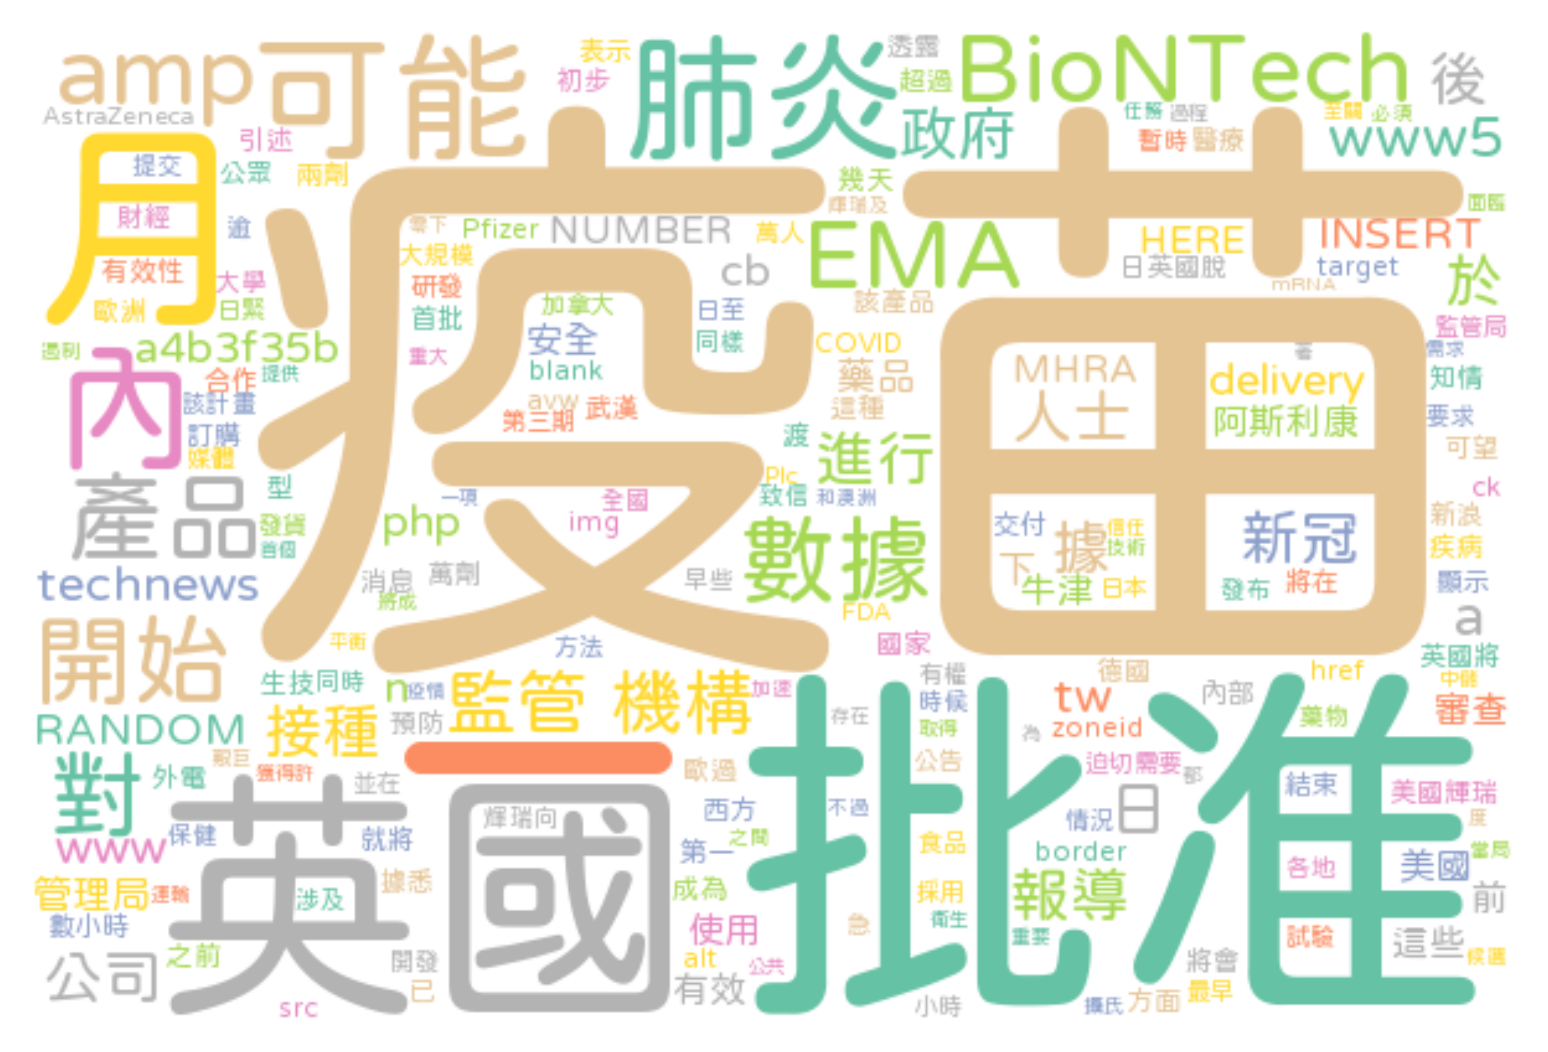 amp
可能
肺炎
表示
初步
透露
超過
BioNTech
後
AstraZeneca
引述
政府
任務
過程
至關
必須
www5
暫時
醫療
月
提交
公眾
兩劑
疫苗
幾天
輝瑞及
面臨
財經
逾
零下
Pfizer
NUMBER
萬人
EMA
HERE
INSERT
有效性
大學
大規模
cb
日英國脫
target
於
歐洲
日緊
研發
首批
加拿大
日至
該產品
mRNA
監管局
遏制
a4b3f35b
重大
安全
同樣
COVID
需求
內
合作
提供
blank
藥品
MHRA
delivery
知情
該計畫
avw
第三期
武漢
這種
人士
阿斯利康
要求
訂購
媒體
渡
進行
可望
產品
型
一項
全國
Plc
致信
和澳洲
ck
發貨
首個
php
img
數據
交付
據
信任
技術
新冠
新浪
疾病
technews
消息
萬劑
早些
下
牛津
日本
發布
將在
顯示
將成
FDA
a
開始
平衡
方法
國家
英國將
生技同時
n
疫情
監管 機構
加速
有權
德國
href
中體
RANDOM
接種
預防
存在
時候
取得
tw
zoneid
內部
藥物
審查
批准
對
外電
艱巨
獲得許
並在
一
歐過
公告
為
迫切需要
部
結束
美國輝瑞
英國
輝瑞向
西方
之間
不過
情況
日
度
www
保健
就將
第一
食品
border
各地
美國
當局
管理局
運輸
涉及
據悉
成為
採用
報導
前
數小時
使用
急
衛生
重要
試驗
這些
候選
公司
之前
開發
已
alt
公共
有效
將會
最早
src
小時
攝氏
方面